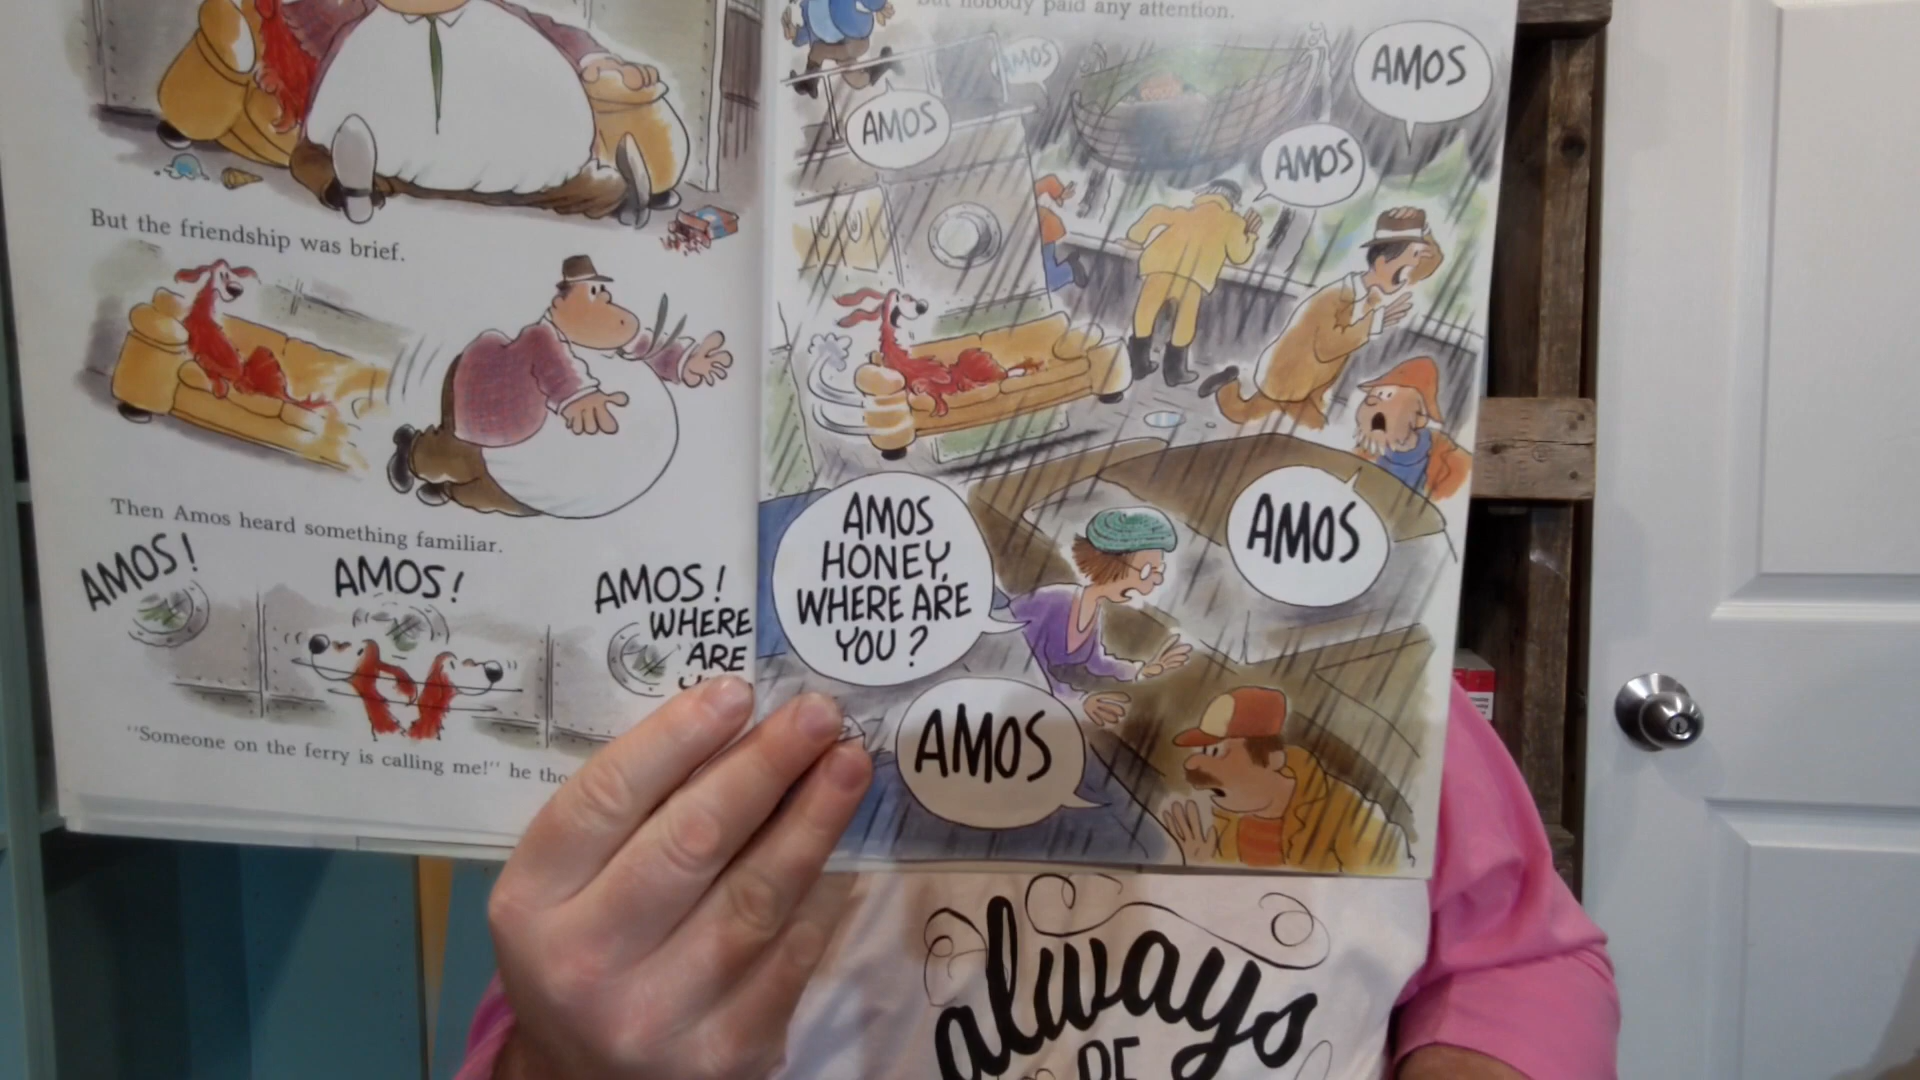 But the friendship was brief.
Then Amos heard something familiar.
AMOS!
AMOS!
AMOS!
WHERE
ARE
"Someone on the ferry is calling me!" he
but nobody paid any attention.
AMOS
AMOS
AMOS
AMOS
AMOS
HONEY,
WHERE ARE
YOU?
AMOS
AMOS
always
BE